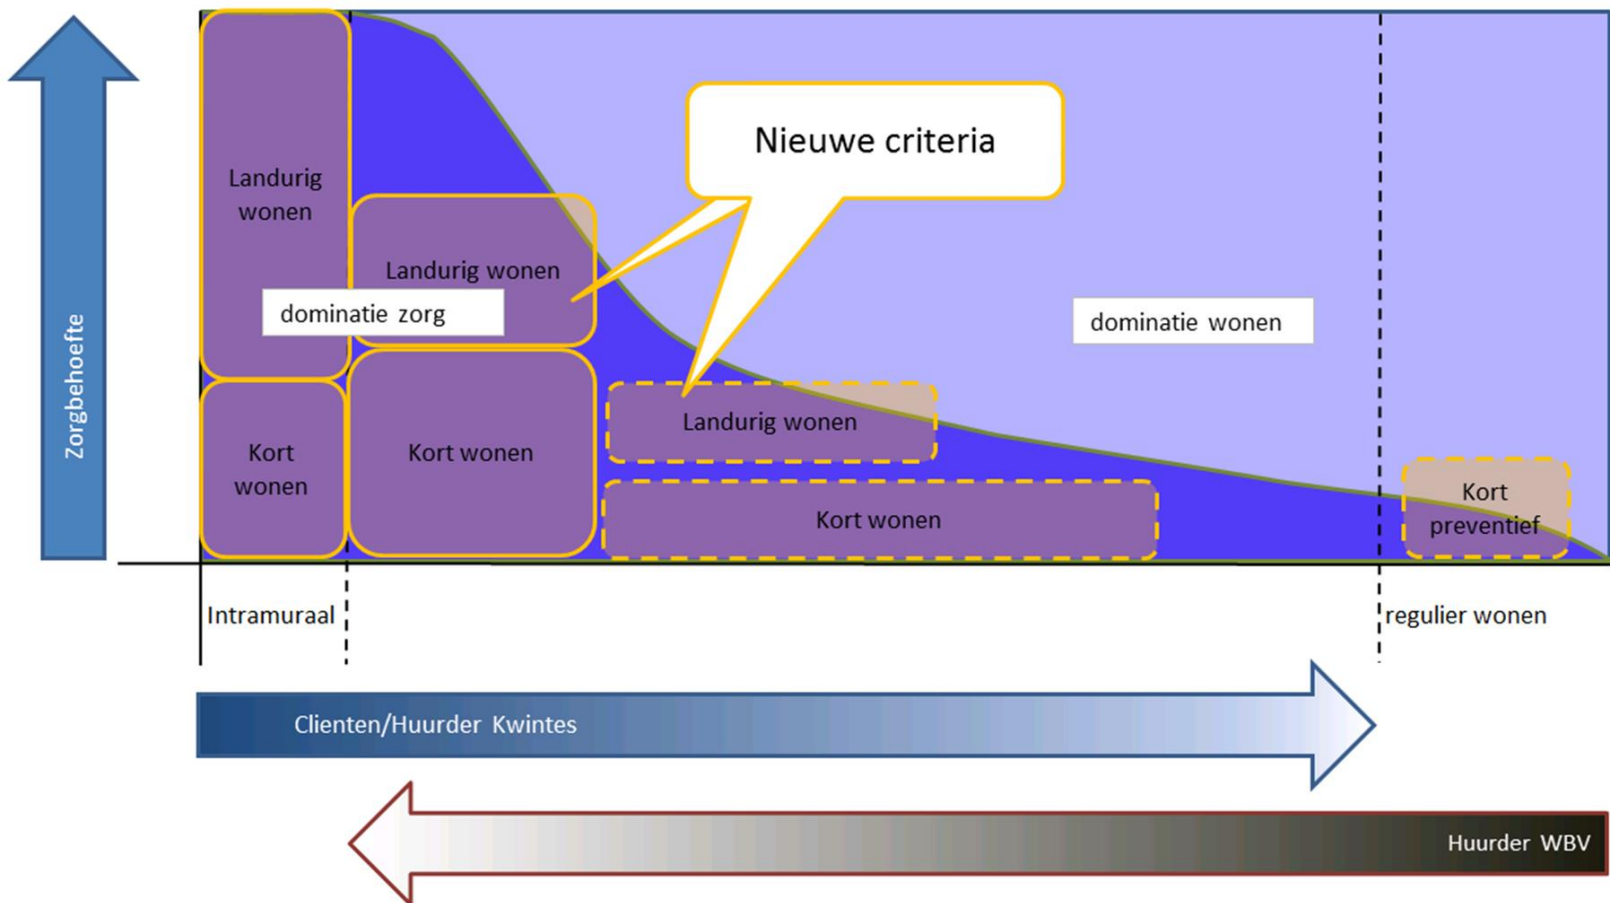 Nieuwe criteria
Landurig
wonen
Landurig wonen
dominatie zorg
dominatie wonen
Zorgbehoefte
Landurig wonen
Kort
wonen
Kort wonen
Kort wonen
Kort
preventief
Intramuraal
regulier wonen
Clienten/Huurder Kwintes
Huurder WBV